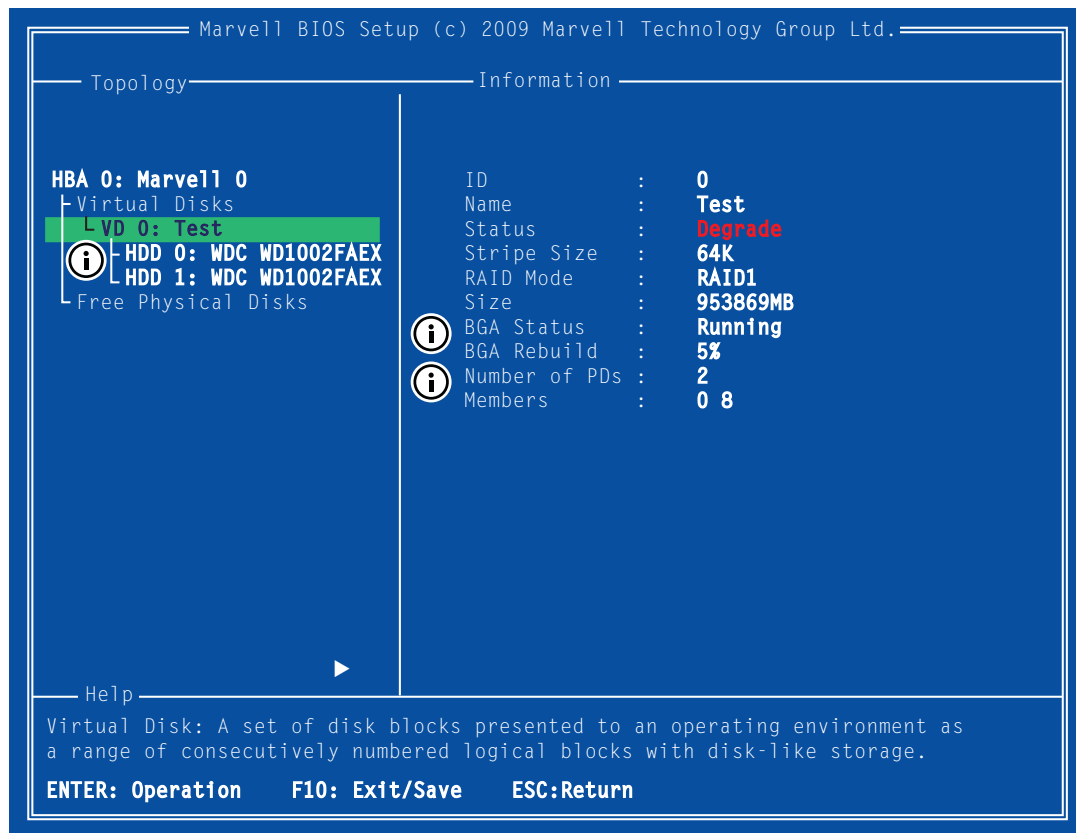 Marvell BIOS Setup (c) 2009 Marvell Technology Group Ltd.
Topology
Information
HBA 0: Marvell 0
Virtual Disks
VD 0: Test
HDD 0: WDC WD1002FAEX
HDD 1: WDC WD1002FAEX
Free Physical Disks
ID : 0
Name : Test
Status : Degrade
Stripe Size : 64K
RAID Mode : RAID1
Size : 953869MB
BGA Status : Running
BGA Rebuild : 5%
Number of PDs : 2
Members : 0 8
Help
Virtual Disk: A set of disk blocks presented to an operating environment as
a range of consecutively numbered logical blocks with disk-like storage.
ENTER: Operation F10: Exit/Save ESC:Return